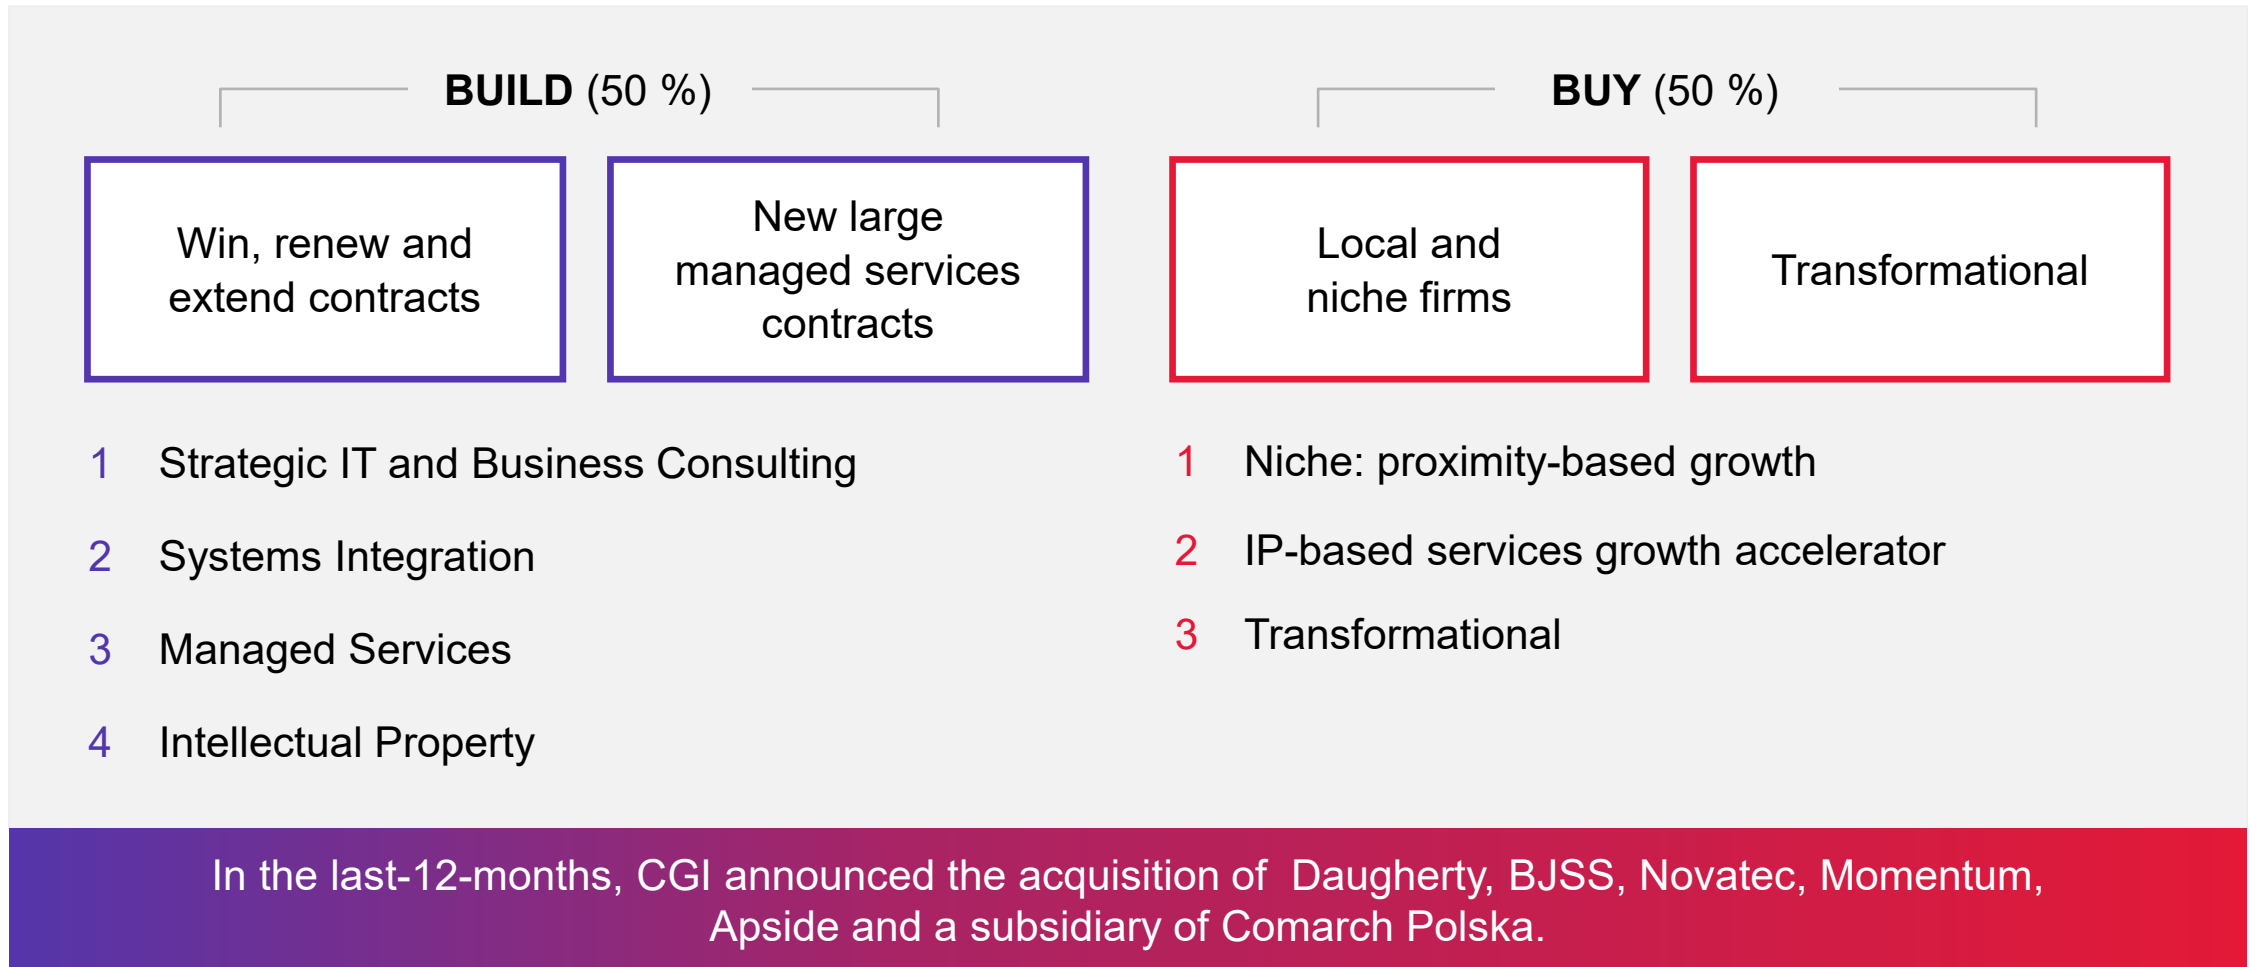 BUILD (50 %)
Win, renew and
extend contracts
New large
managed services
contracts
1 Strategic IT and Business Consulting
2 Systems Integration
3 Managed Services
4 Intellectual Property
BUY (50 %)
Local and
niche firms
Transformational
1 Niche: proximity-based growth
2 IP-based services growth accelerator
3 Transformational
In the last-12-months, CGI announced the acquisition of  Daugherty, BJSS, Novatec, Momentum,
Apside and a subsidiary of Comarch Polska.